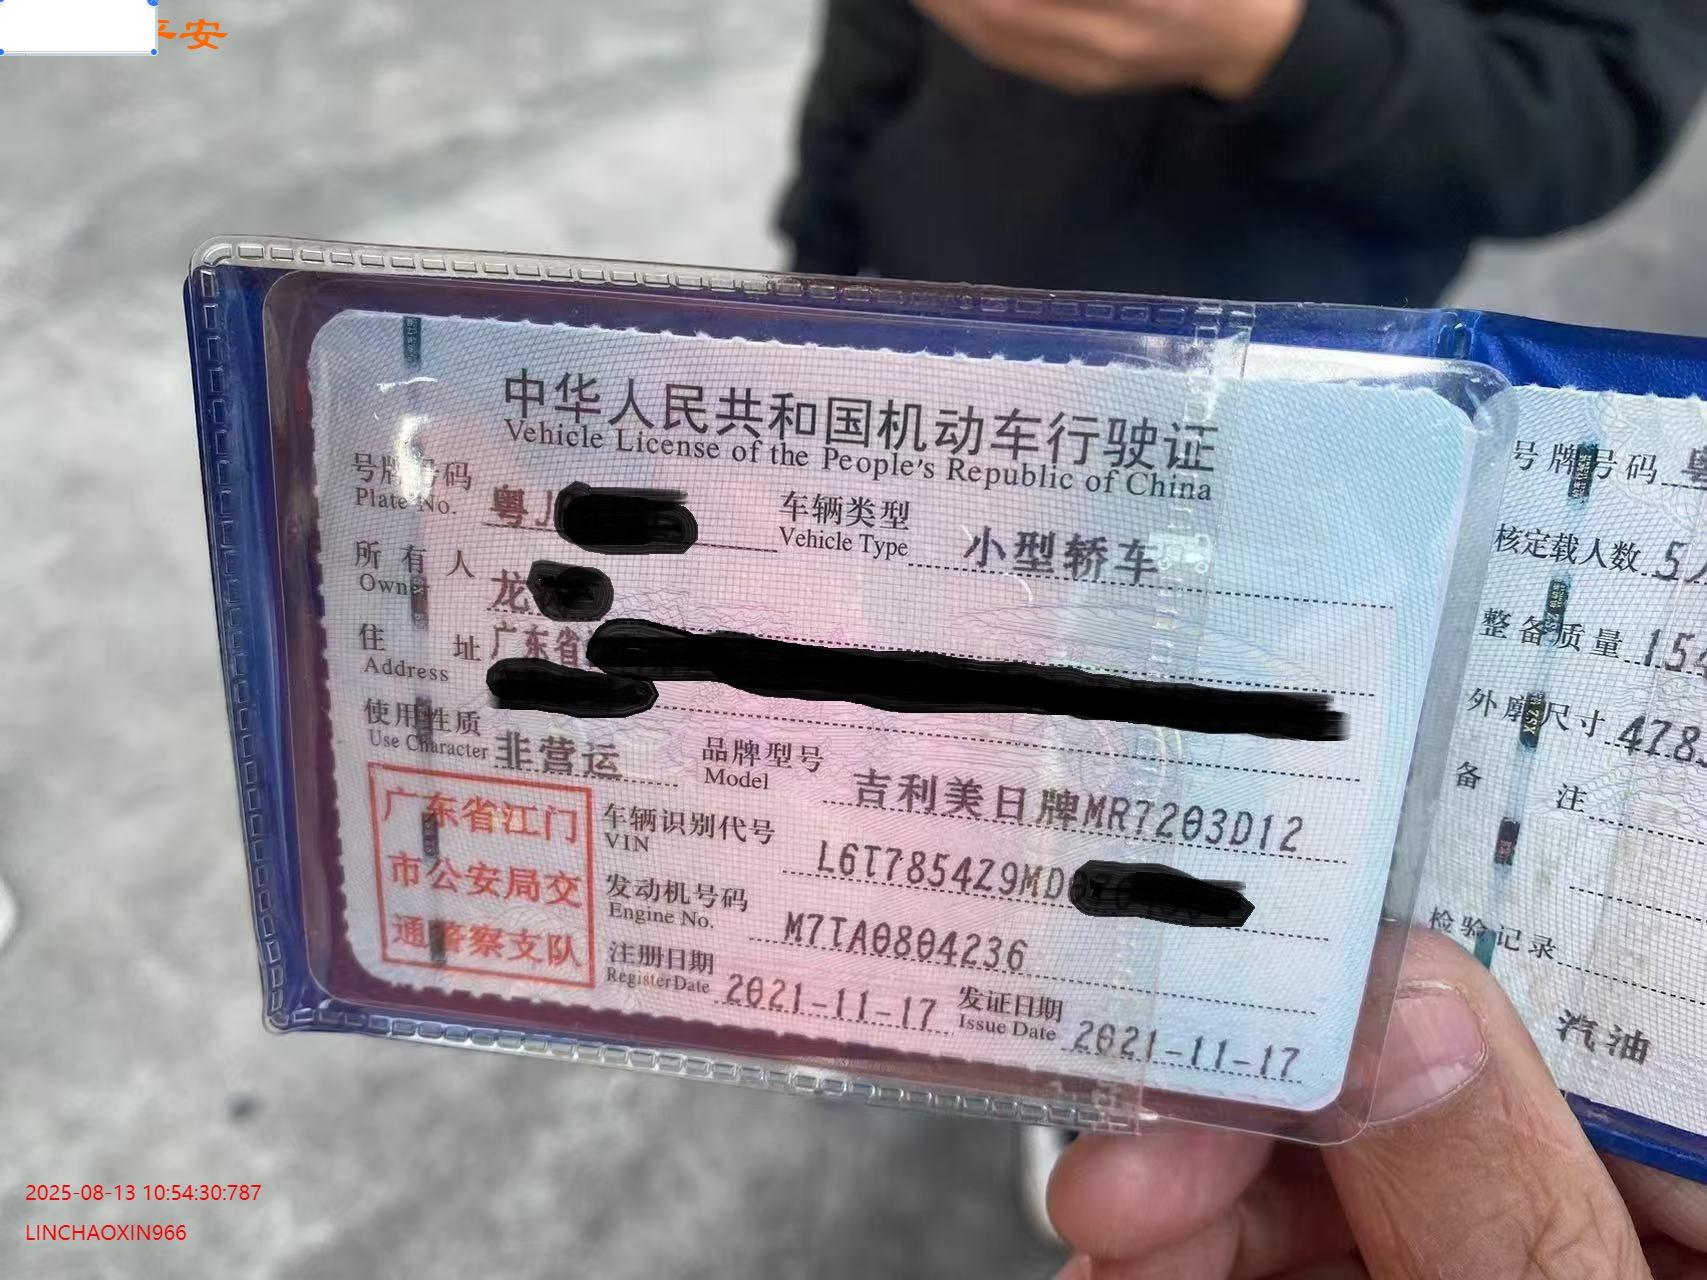 平安
中华人民共和国机动车行驶证
Vehicle License of the People's Republic of China
号牌号码 粤J 车辆类型 小型轿车
Plate No. Vehicle Type
所有人 龙
Owner
住址 广东省
Address
使用性质 非营运 品牌型号 吉利美日牌MR7203D12
Use Character Model
广东省江门
市公安局交
通警察支队
车辆识别代号 L6T7854Z9MD
VIN
发动机号码 M7TA0804236
Engine No.
注册日期 2021-11-17 发证日期 2021-11-17
Register Date Issue Date
号牌号码 粤
核定载人数 5人
整备质量 154
外廓尺寸 4785
备注
检验记录
汽油
2025-08-13 10:54:30:787
LINCHAOXIN966